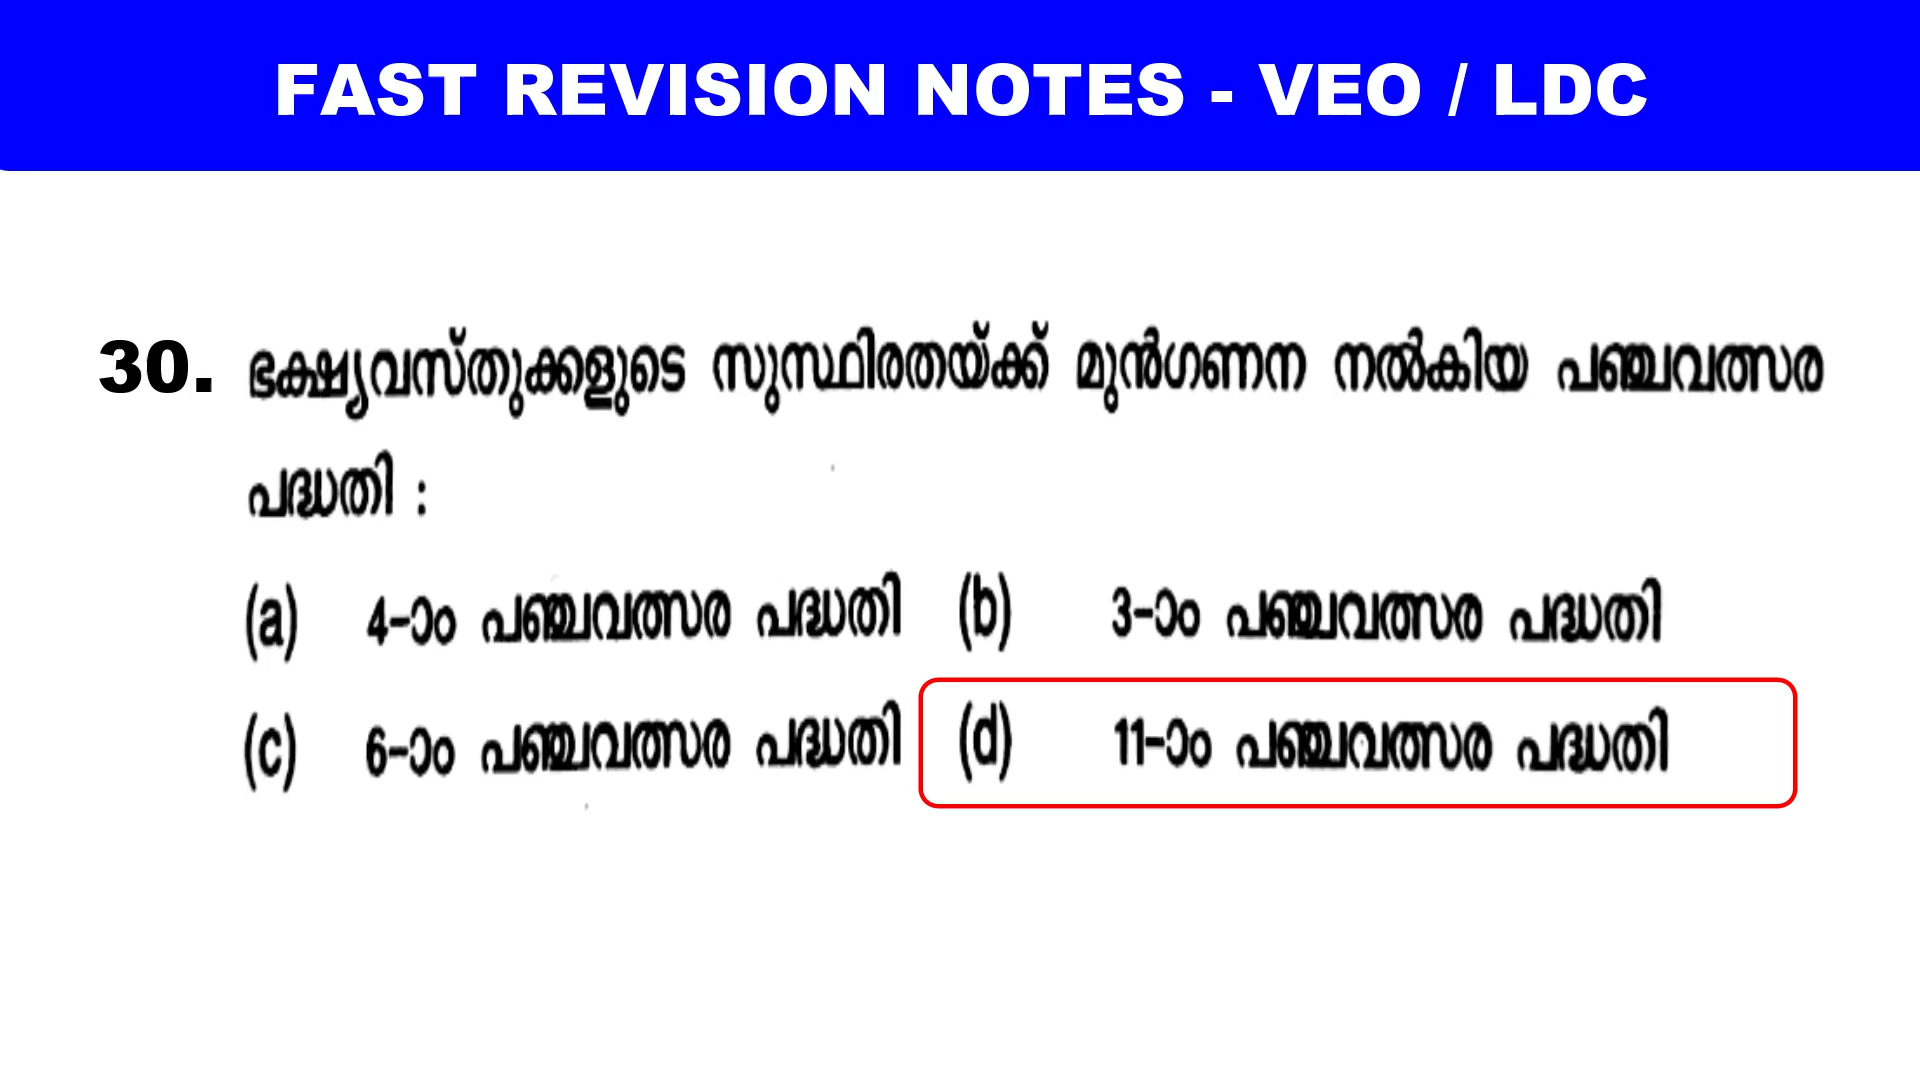 FAST REVISION NOTES - VEO / LDC
30. ഭക്ഷ്യവസ്തുക്കളുടെ സുസ്ഥിരതയ്ക്ക് മുൻഗണന നൽകിയ പഞ്ചവത്സര
പദ്ധതി :
(a) 4-ാം പഞ്ചവത്സര പദ്ധതി (b) 3-ാം പഞ്ചവത്സര പദ്ധതി
(c) 6-ാം പഞ്ചവത്സര പദ്ധതി (d) 11-ാം പഞ്ചവത്സര പദ്ധതി